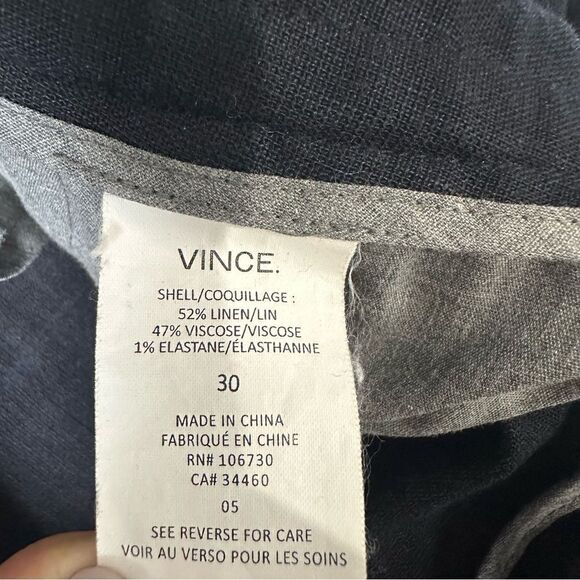 VINCE.
SHELL/COQUILLAGE :
52% LINEN/LIN
47% VISCOSE/VISCOSE
1% ELASTANE/ÉLASTHANNE
30
MADE IN CHINA
FABRIQUÉ EN CHINE
RN# 106730
CA# 34460
05
SEE REVERSE FOR CARE
VOIR AU VERSO POUR LES SOINS